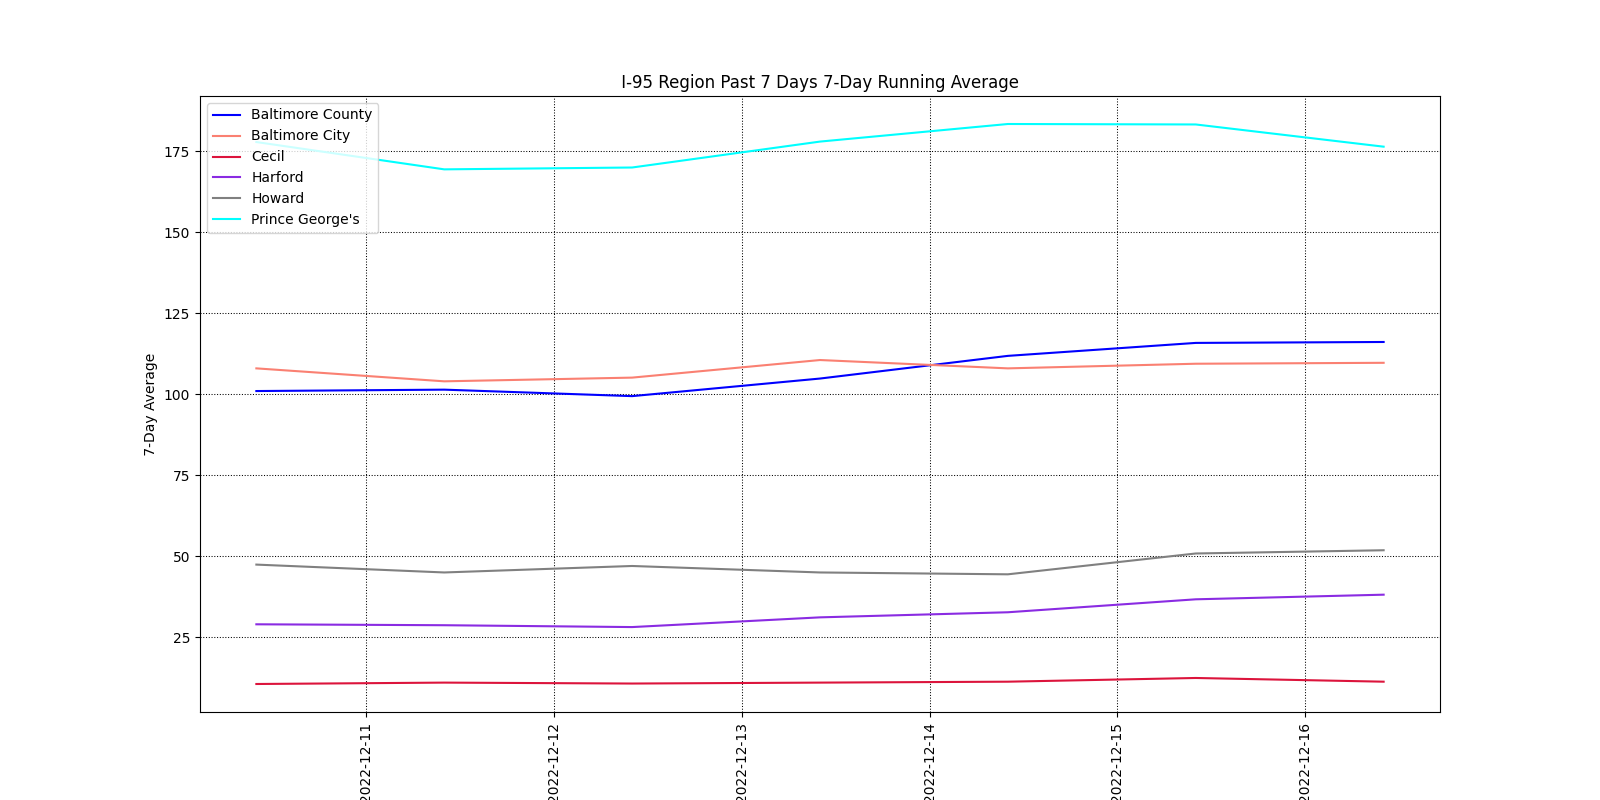 I-95 Region Past 7 Days 7-Day Running Average
Baltimore County
Baltimore City
Cecil
Harford
Howard
Prince George's
175
150
125
100
75
50
25
7-Day Average
2022-12-11
2022-12-12
2022-12-13
2022-12-14
2022-12-15
2022-12-16